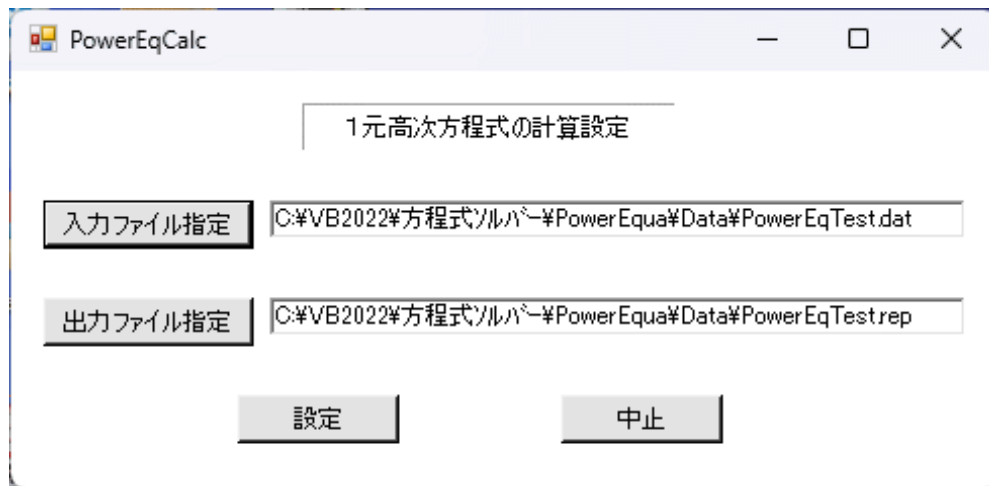 PowerEqCalc
1元高次方程式の計算設定
入力ファイル指定 C:¥VB2022¥方程式ソルバー¥PowerEqua¥Data¥PowerEqTest.dat
出力ファイル指定 C:¥VB2022¥方程式ソルバー¥PowerEqua¥Data¥PowerEqTest.rep
設定 中止